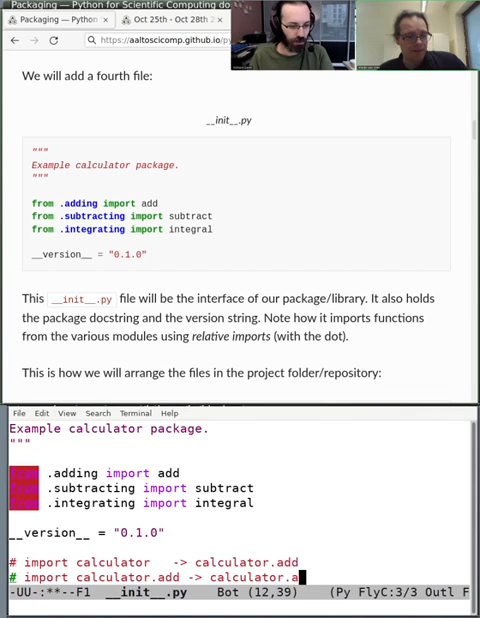 Packaging — Python for Scientific Computing do
Packaging — Python fo
Oct 25th - Oct 28th 2
https://aaltoscicomp.github.io/py
We will add a fourth file:
__init__.py
"""
Example calculator package.
"""
from .adding import add
from .subtracting import subtract
from .integrating import integral
__version__ = "0.1.0"
This __init__.py file will be the interface of our package/library. It also holds
the package docstring and the version string. Note how it imports functions
from the various modules using relative imports (with the dot).
This is how we will arrange the files in the project folder/repository:
File Edit View Search Terminal Help
Example calculator package.
"""
from .adding import add
from .subtracting import subtract
from .integrating import integral
__version__ = "0.1.0"
# import calculator -> calculator.add
# import calculator.add -> calculator.a
-UU-:**--F1 __init__.py Bot (12,39) (Py FlyC:3/3 Outl F